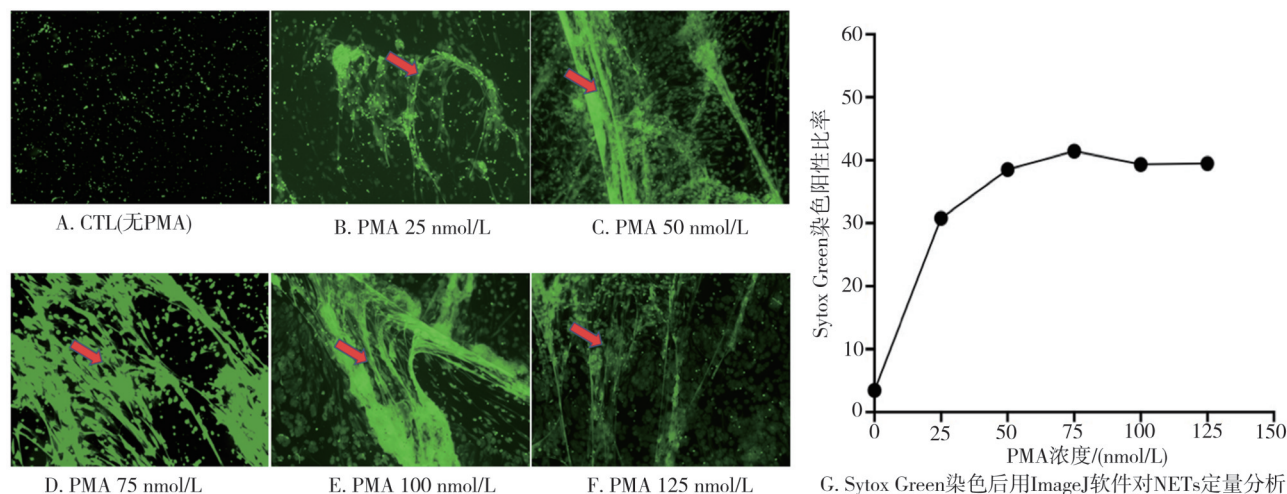 A. CTL(无PMA)
B. PMA 25 nmol/L
C. PMA 50 nmol/L
D. PMA 75 nmol/L
E. PMA 100 nmol/L
F. PMA 125 nmol/L
Sytox Green染色阳性比率
60
50
40
30
20
10
0
0 25 50 75 100 125 150
PMA浓度/(nmol/L)
G. Sytox Green染色后用ImageJ软件对NETs定量分析